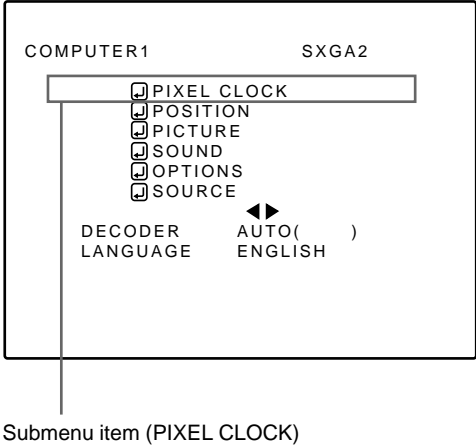 COMPUTER1 SXGA2
PIXEL CLOCK
POSITION
PICTURE
SOUND
OPTIONS
SOURCE
DECODER AUTO( )
LANGUAGE ENGLISH
Submenu item (PIXEL CLOCK)